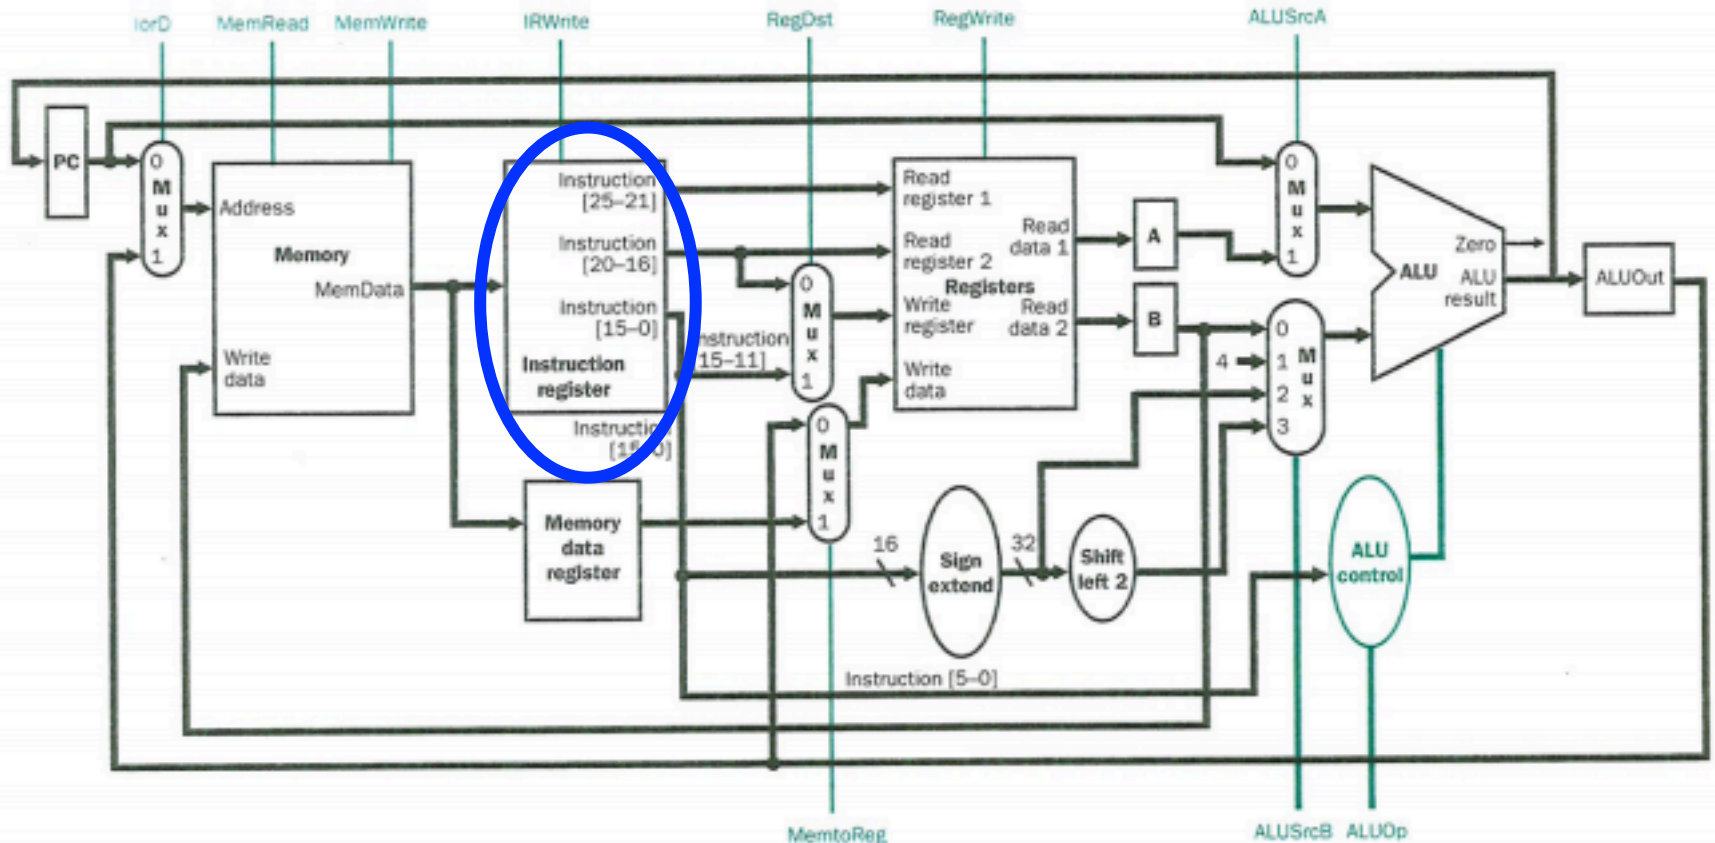 IorD
MemRead
MemWrite
IRWrite
RegDst
RegWrite
ALUSrcA
PC
0
M
u
x
1
Address
Memory
MemData
Write
data
Instruction
[25–21]
Instruction
[20–16]
Instruction
[15–0]
Instruction
register
Instruction
[15–0]
Memory
data
register
nstruction
15–11]
0
M
u
x
1
0
M
u
x
1
Read
register 1
Read
register 2
Registers
Write
register
Write
data
Read
data 1
Read
data 2
A
B
4
0
M
u
x
1
0
1
2
3
M
u
x
Zero
ALU
ALU
result
ALUOut
16
Sign
extend
32
Shift
left 2
ALU
control
Instruction [5–0]
MemtoReg
ALUSrcB
ALUOp